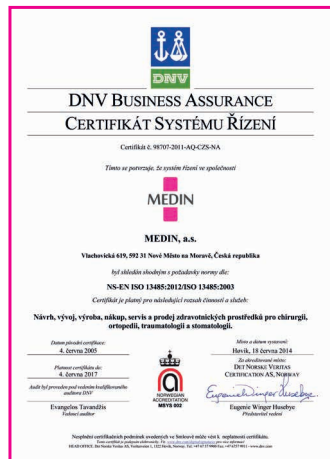 DNV
DNV BUSINESS ASSURANCE
CERTIFIKÁT SYSTÉMU ŘÍZENÍ
Certifikát č. 98707-2011-AQ-CZS-NA
Tímto se potvrzuje, že systém řízení ve společnosti
MEDIN
MEDIN, a.s.
Vlachovická 619, 592 31 Nové Město na Moravě, Česká republika
byl shledán shodným s požadavky normy dle:
NS-EN ISO 13485:2012/ISO 13485:2003
Certifikát je platný pro následující rozsah činností a služeb:
Návrh, vývoj, výroba, nákup, servis a prodej zdravotnických prostředků pro chirurgii,
ortopedii, traumatologii a stomatologii.
Datum původní certifikace:
4. června 2005
Platnost certifikátu do:
4. června 2017
Audit byl proveden pod vedením kvalifikovaného
auditora DNV
Evangelos Tavandžis
Vedoucí auditor
NORWEGIAN
ACCREDITATION
MSYS 002
Místo a datum vystavení:
Høvik, 18 června 2014
Za akreditované místo:
DET NORSKE VERITAS
CERTIFICATION AS, NORWAY
Eugenie Winger Husebye
Eugenie Winger Husebye
Představitel vedení
Nesplnění certifikačních podmínek uvedených ve Smlouvě může vést k neplatnosti certifikátu.